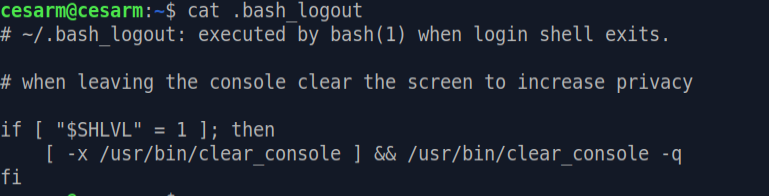 cesarm@cesarm:~$ cat .bash_logout
# ~/.bash_logout: executed by bash(1) when login shell exits.
# when leaving the console clear the screen to increase privacy
if [ "$SHLVL" = 1 ]; then
    [ -x /usr/bin/clear_console ] && /usr/bin/clear_console -q
fi